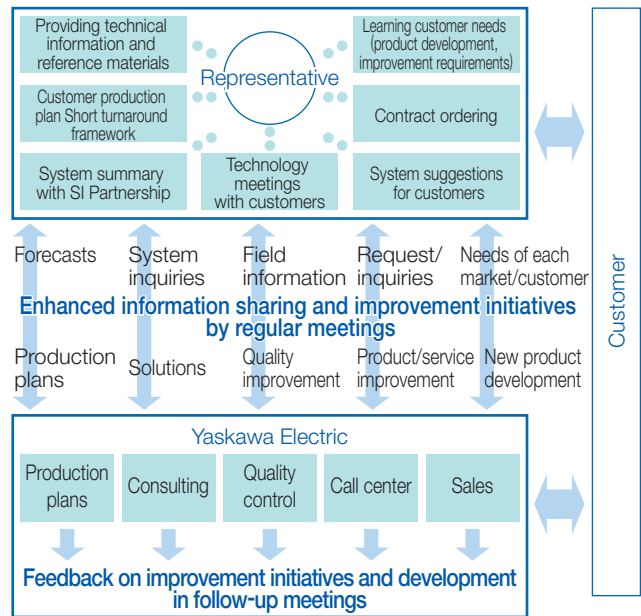 Providing technical
information and
reference materials
Representative
Learning customer needs
(product development,
improvement requirements)
Customer production
plan Short turnaround
framework
Contract ordering
System summary
with SI Partnership
Technology
meetings
with customers
System suggestions
for customers
Customer
Forecasts
System
inquiries
Field
information
Request/
inquiries
Needs of each
market/customer
Enhanced information sharing and improvement initiatives
by regular meetings
Production
plans
Solutions
Quality
improvement
Product/service
improvement
New product
development
Yaskawa Electric
Production
plans
Consulting
Quality
control
Call center
Sales
Feedback on improvement initiatives and development
in follow-up meetings